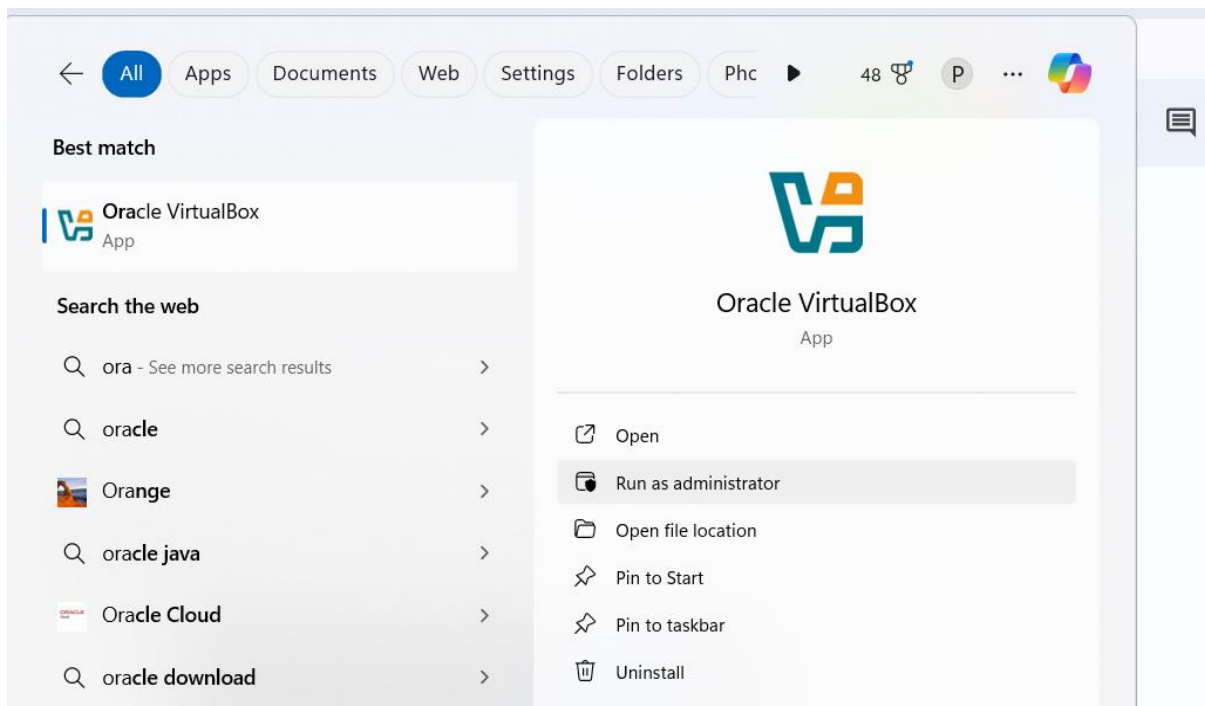 All Apps Documents Web Settings Folders Pho 48 P ...
Best match
Oracle VirtualBox
App
Search the web
ora - See more search results
oracle
Orange
oracle java
Oracle Cloud
oracle download
Oracle VirtualBox
App
Open
Run as administrator
Open file location
Pin to Start
Pin to taskbar
Uninstall